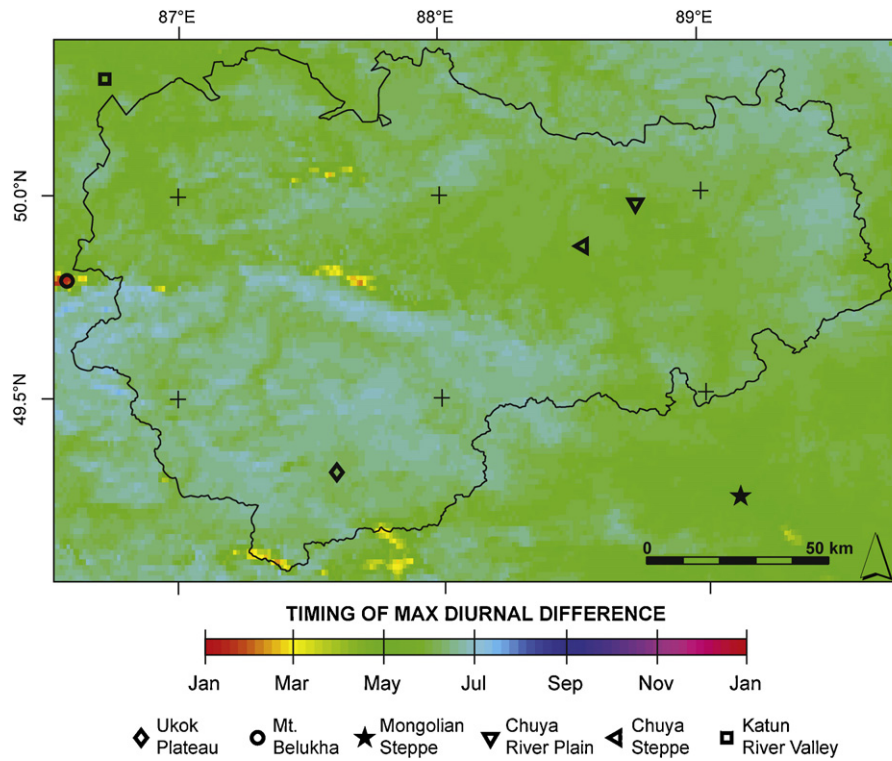 87°E 88°E 89°E
50.0°N
49.5°N
0 50 km
TIMING OF MAX DIURNAL DIFFERENCE
Jan Mar May Jul Sep Nov Jan
Ukok Plateau
Mt. Belukha
Mongolian Steppe
Chuya River Plain
Chuya Steppe
Katun River Valley